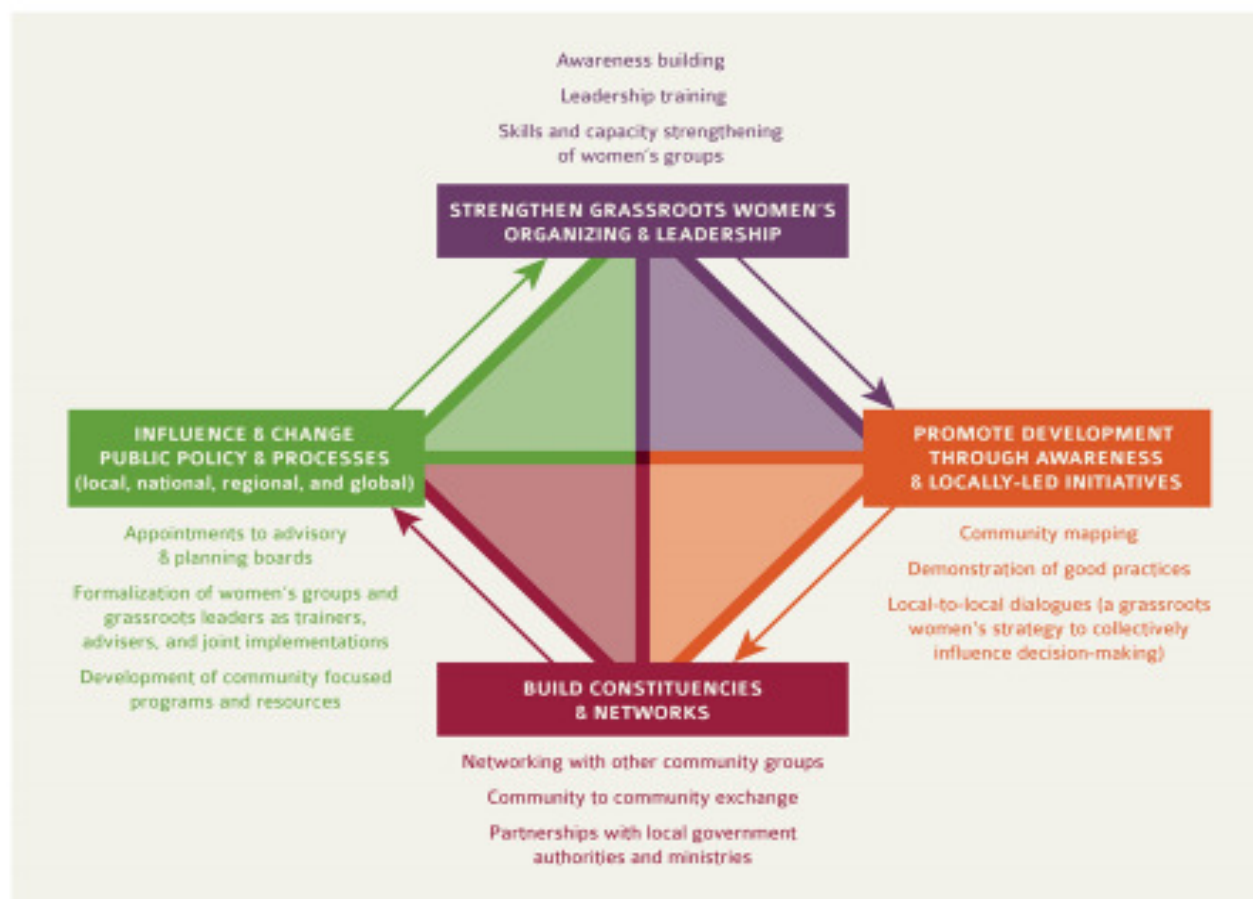 Awareness building
Leadership training
Skills and capacity strengthening
of women's groups
STRENGTHEN GRASSROOTS WOMEN'S
ORGANIZING & LEADERSHIP
INFLUENCE & CHANGE
PUBLIC POLICY & PROCESSES
(local, national, regional, and global)
Appointments to advisory
& planning boards
Formalization of women's groups and
grassroots leaders as trainers,
advisers, and joint implementations
Development of community focused
programs and resources
PROMOTE DEVELOPMENT
THROUGH AWARENESS
& LOCALLY-LED INITIATIVES
Community mapping
Demonstration of good practices
Local-to-local dialogues (a grassroots
women's strategy to collectively
influence decision-making)
BUILD CONSTITUENCIES
& NETWORKS
Networking with other community groups
Community to community exchange
Partnerships with local government
authorities and ministries